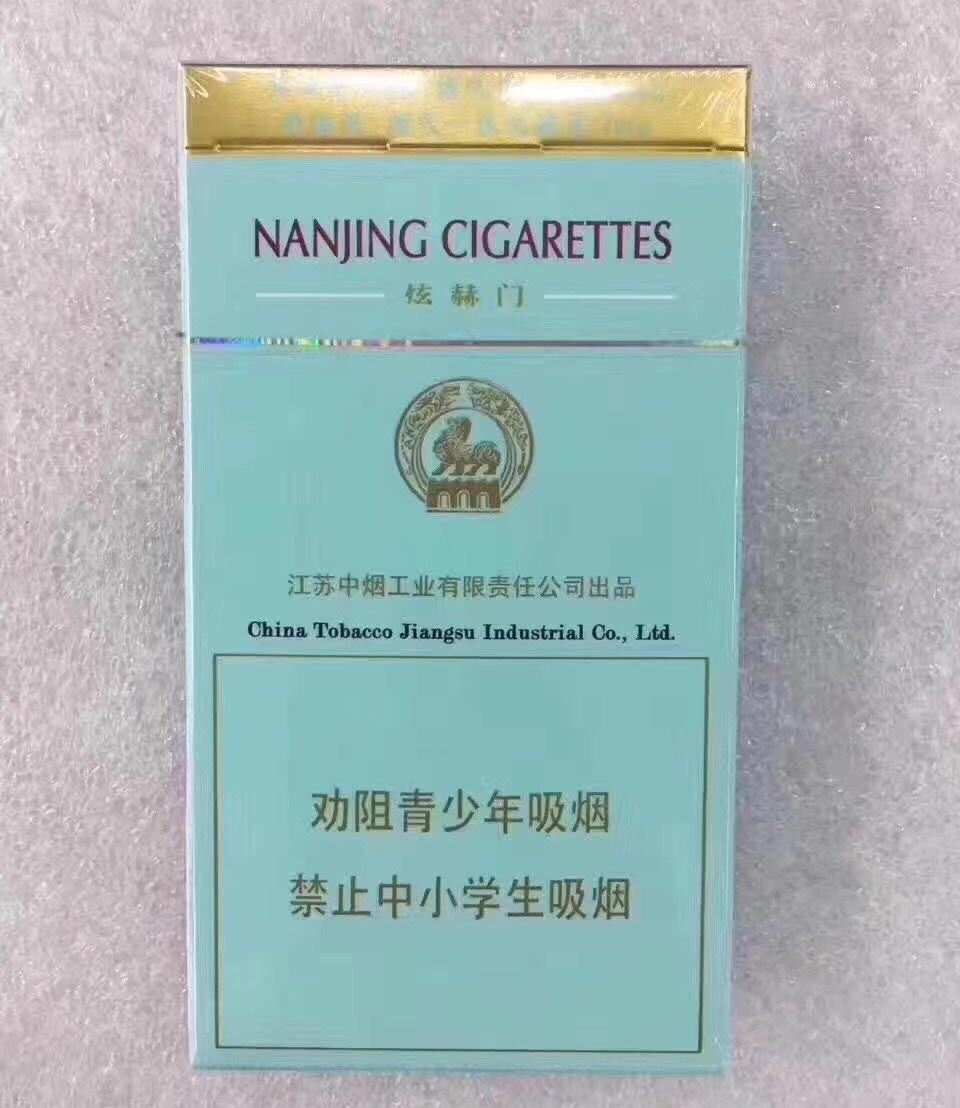 NANJING CIGARETTES
炫赫门
江苏中烟工业有限责任公司出品
China Tobacco Jiangsu Industrial Co., Ltd.
劝阻青少年吸烟
禁止中小学生吸烟